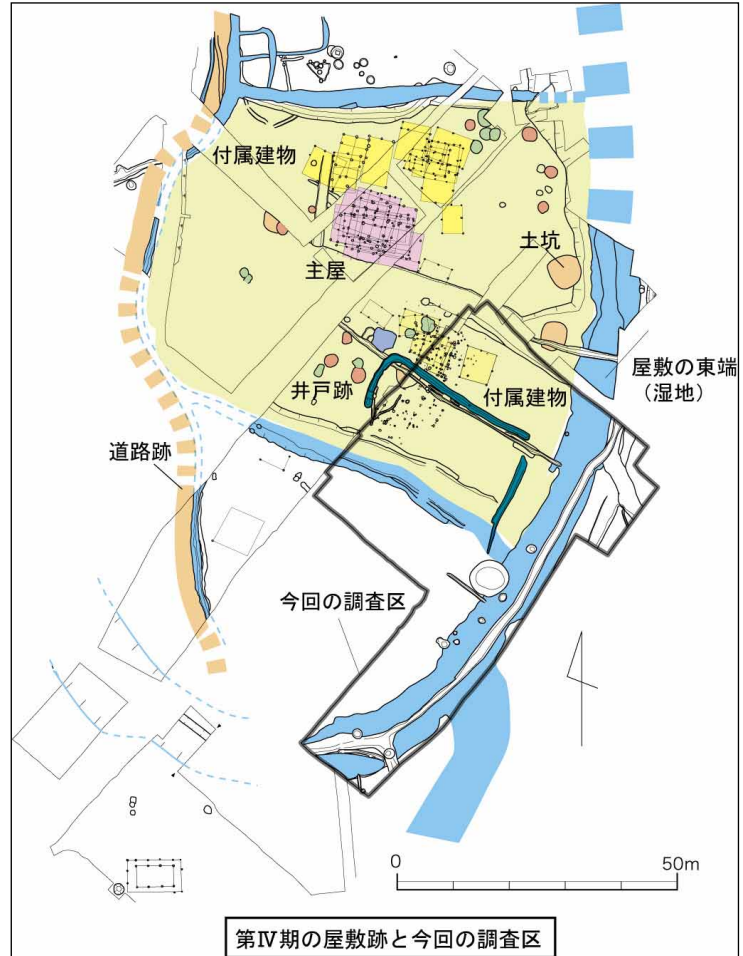 付属建物
主屋
土坑
屋敷の東端
（湿地）
井戸跡
付属建物
道路跡
今回の調査区
0
50m
第Ⅳ期の屋敷跡と今回の調査区